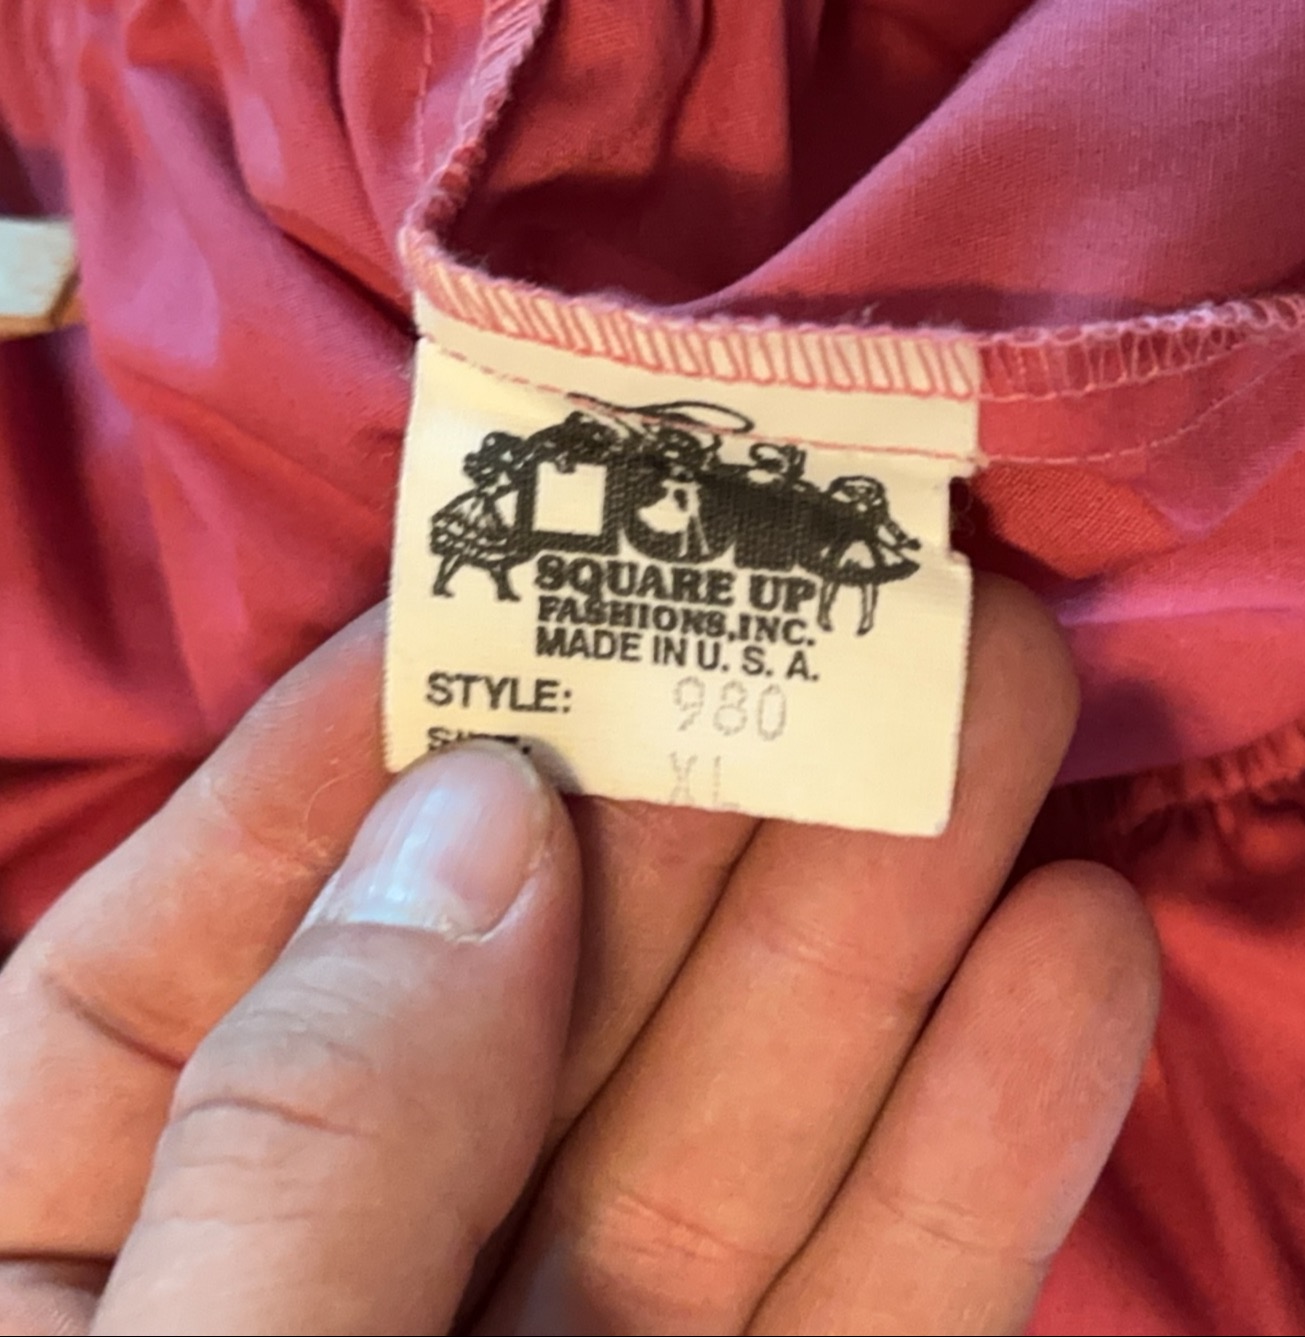 SQUARE UP
FASHIONS, INC.
MADE IN U. S. A.
STYLE: 980
XL